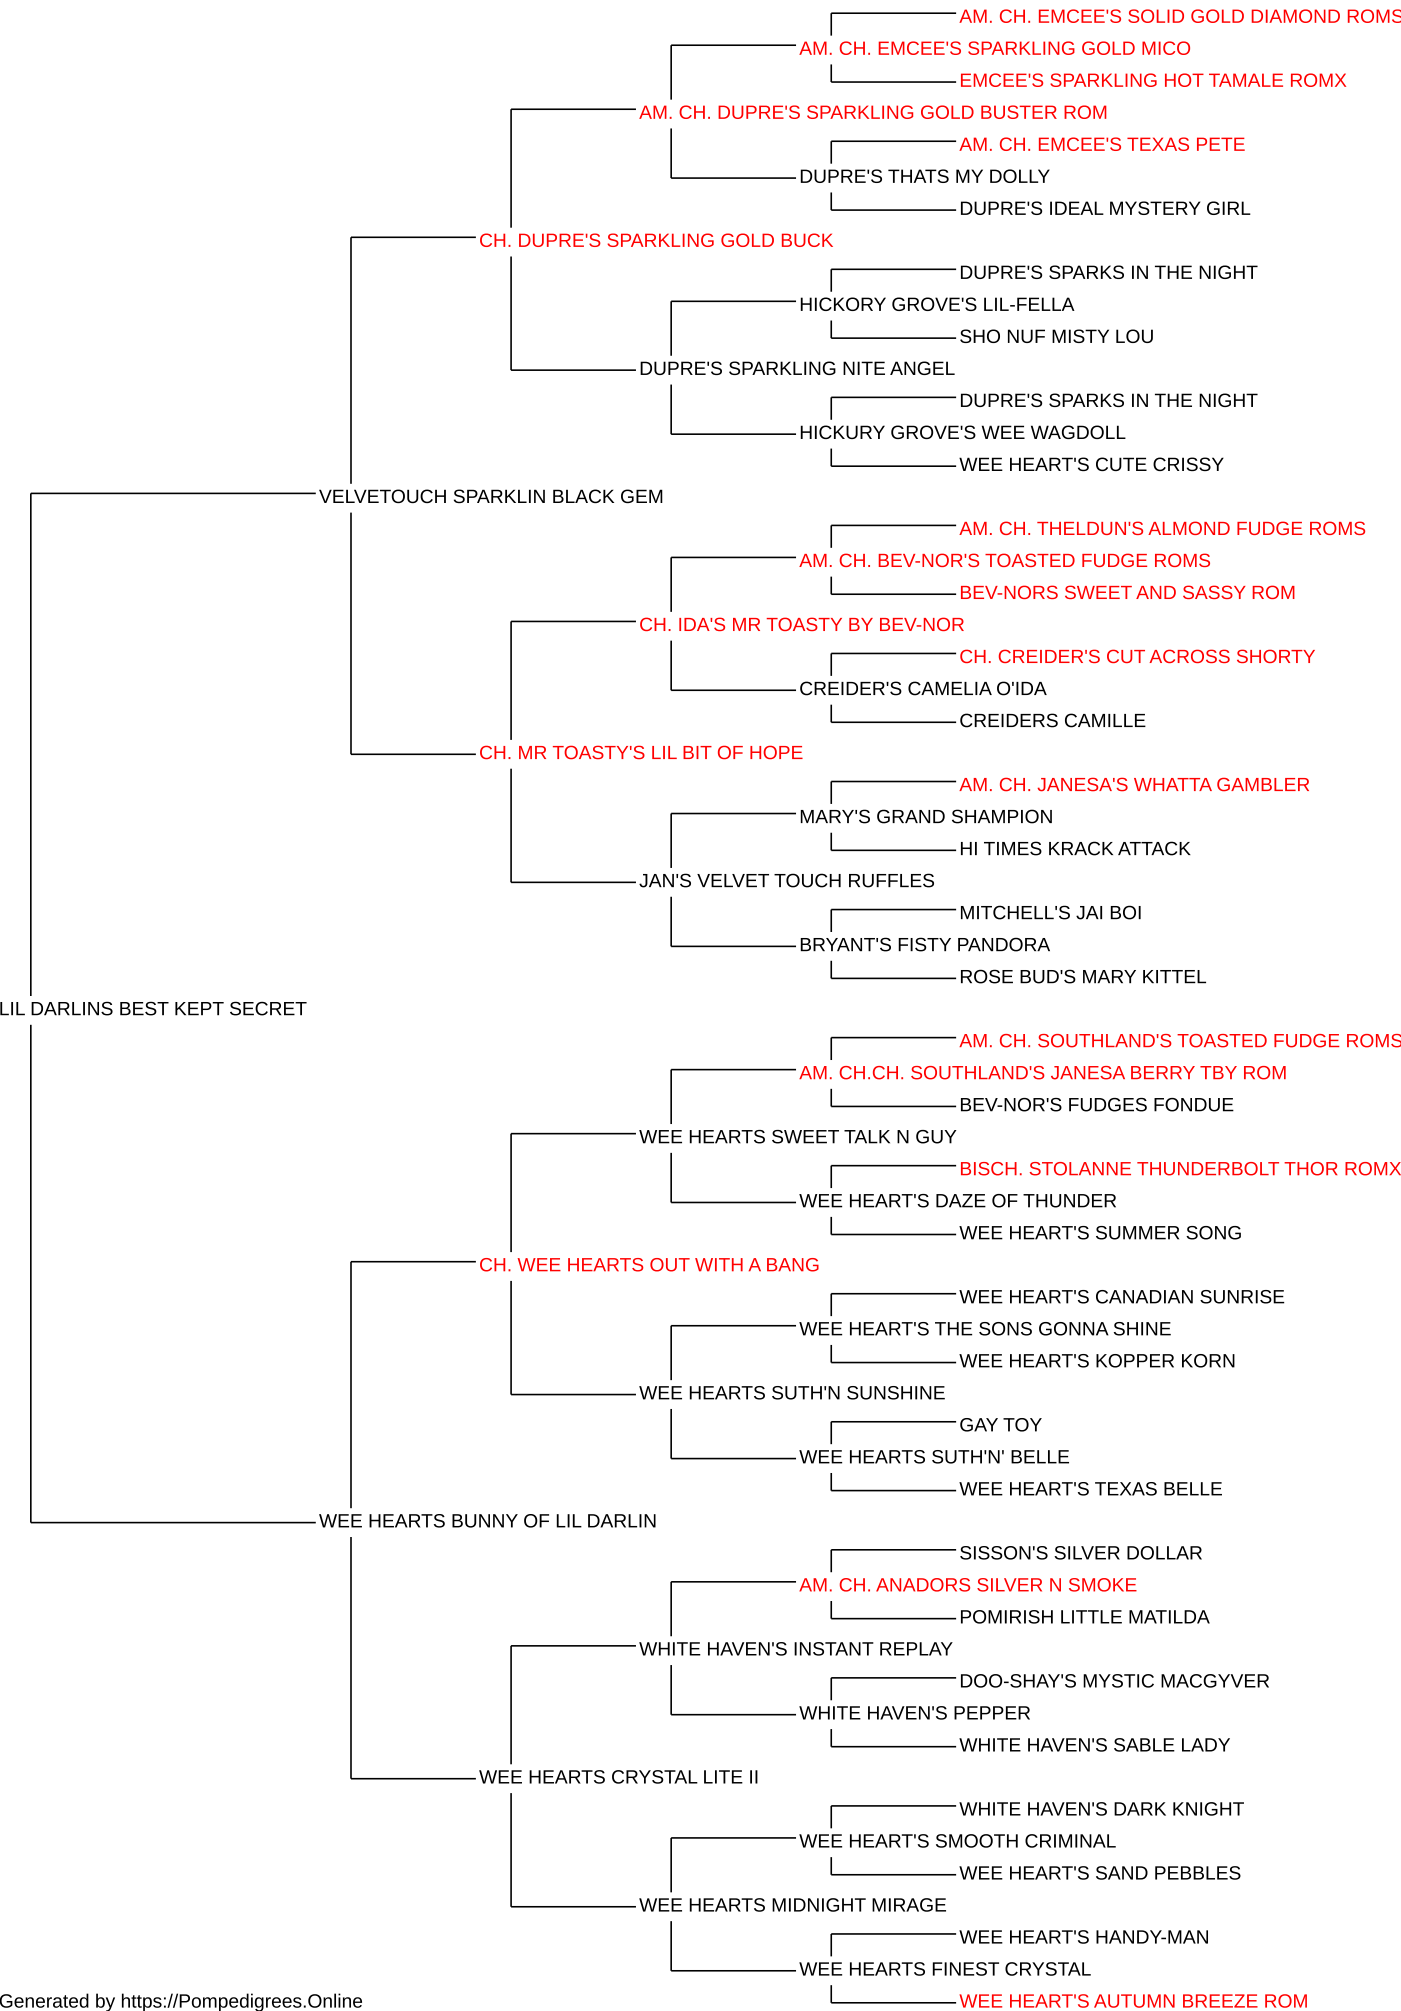 AM. CH. EMCEE'S SOLID GOLD DIAMOND ROMS
AM. CH. EMCEE'S SPARKLING GOLD MICO
EMCEE'S SPARKLING HOT TAMALE ROMX
AM. CH. DUPRE'S SPARKLING GOLD BUSTER ROM
AM. CH. EMCEE'S TEXAS PETE
DUPRE'S THATS MY DOLLY
DUPRE'S IDEAL MYSTERY GIRL
CH. DUPRE'S SPARKLING GOLD BUCK
DUPRE'S SPARKS IN THE NIGHT
HICKORY GROVE'S LIL-FELLA
SHO NUF MISTY LOU
DUPRE'S SPARKLING NITE ANGEL
DUPRE'S SPARKS IN THE NIGHT
HICKURY GROVE'S WEE WAGDOLL
WEE HEART'S CUTE CRISSY
VELVETOUCH SPARKLIN BLACK GEM
AM. CH. THELDUN'S ALMOND FUDGE ROMS
AM. CH. BEV-NOR'S TOASTED FUDGE ROMS
BEV-NORS SWEET AND SASSY ROM
CH. IDA'S MR TOASTY BY BEV-NOR
CH. CREIDER'S CUT ACROSS SHORTY
CREIDER'S CAMELIA O'IDA
CREIDERS CAMILLE
CH. MR TOASTY'S LIL BIT OF HOPE
AM. CH. JANESA'S WHATTA GAMBLER
MARY'S GRAND SHAMPION
HI TIMES KRACK ATTACK
JAN'S VELVET TOUCH RUFFLES
MITCHELL'S JAI BOI
BRYANT'S FISTY PANDORA
ROSE BUD'S MARY KITTEL
LIL DARLINS BEST KEPT SECRET
AM. CH. SOUTHLAND'S TOASTED FUDGE ROMS
AM. CH.CH. SOUTHLAND'S JANESA BERRY TBY ROM
BEV-NOR'S FUDGES FONDUE
WEE HEARTS SWEET TALK N GUY
BISCH. STOLANNE THUNDERBOLT THOR ROMX
WEE HEART'S DAZE OF THUNDER
WEE HEART'S SUMMER SONG
CH. WEE HEARTS OUT WITH A BANG
WEE HEART'S CANADIAN SUNRISE
WEE HEART'S THE SONS GONNA SHINE
WEE HEART'S KOPPER KORN
WEE HEARTS SUTH'N SUNSHINE
GAY TOY
WEE HEARTS SUTH'N' BELLE
WEE HEART'S TEXAS BELLE
WEE HEARTS BUNNY OF LIL DARLIN
SISSON'S SILVER DOLLAR
AM. CH. ANADORS SILVER N SMOKE
POMIRISH LITTLE MATILDA
WHITE HAVEN'S INSTANT REPLAY
DOO-SHAY'S MYSTIC MACGYVER
WHITE HAVEN'S PEPPER
WHITE HAVEN'S SABLE LADY
WEE HEARTS CRYSTAL LITE II
WHITE HAVEN'S DARK KNIGHT
WEE HEART'S SMOOTH CRIMINAL
WEE HEART'S SAND PEBBLES
WEE HEARTS MIDNIGHT MIRAGE
WEE HEART'S HANDY-MAN
WEE HEARTS FINEST CRYSTAL
WEE HEART'S AUTUMN BREEZE ROM
Generated by https://Pompedigrees.Online